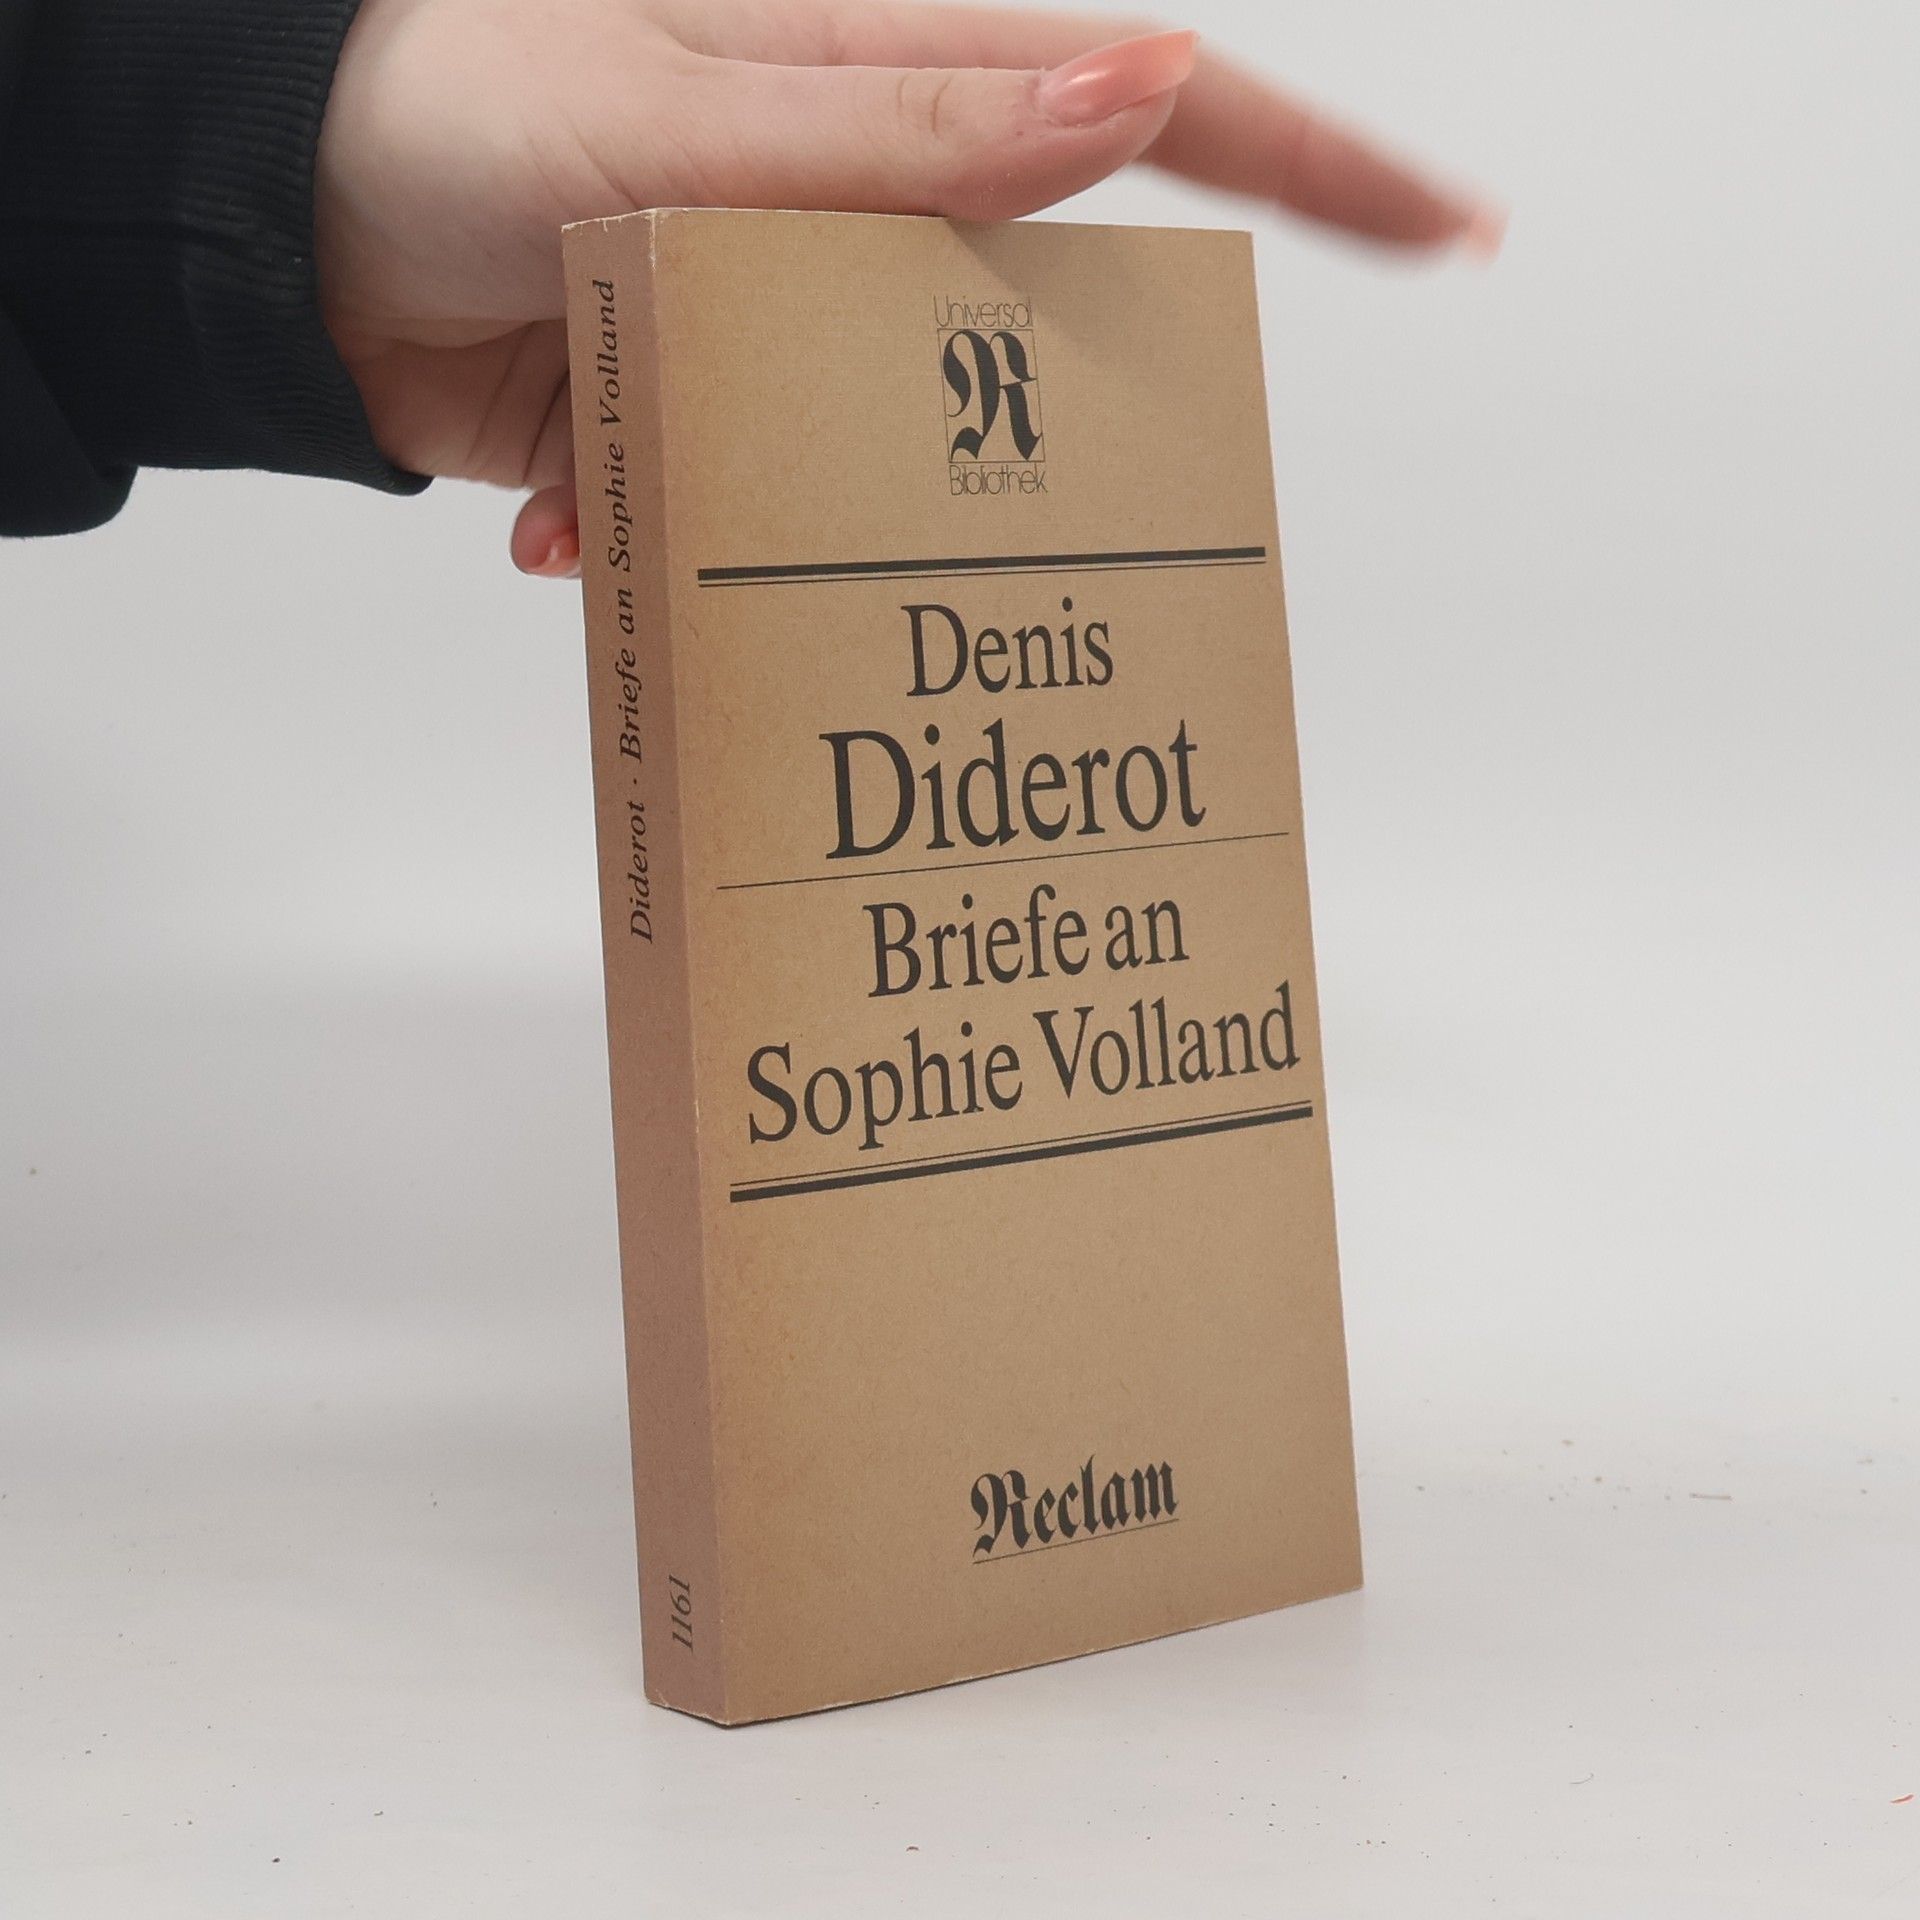 Diderot · Briefe an Sophie Volland
1161
Universal
R
Bibliothek
Denis
Diderot
Briefe an
Sophie Volland
Reclam